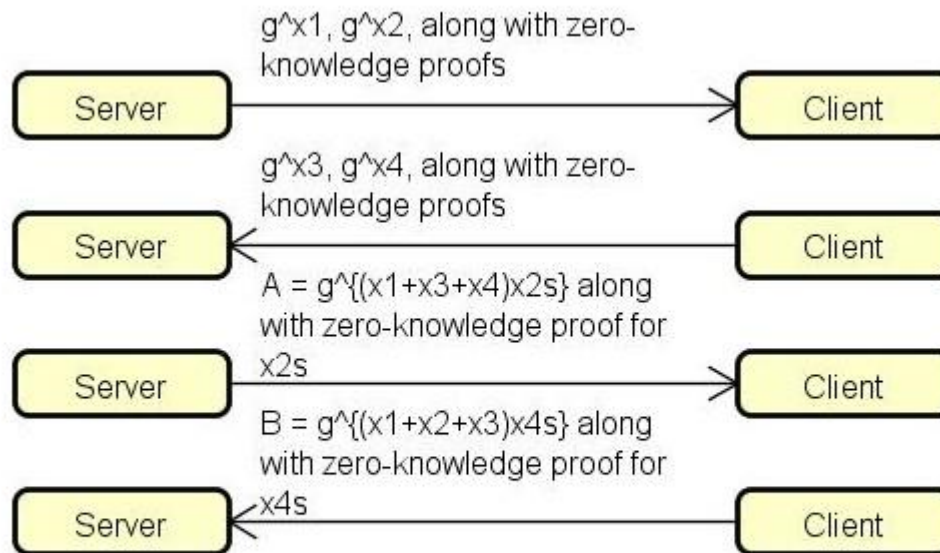 g^x1, g^x2, along with zero-
knowledge proofs
Server
Client
g^x3, g^x4, along with zero-
knowledge proofs
Server
Client
A = g^{(x1+x3+x4)x2s} along
with zero-knowledge proof for
x2s
Server
Client
B = g^{(x1+x2+x3)x4s} along
with zero-knowledge proof for
x4s
Server
Client